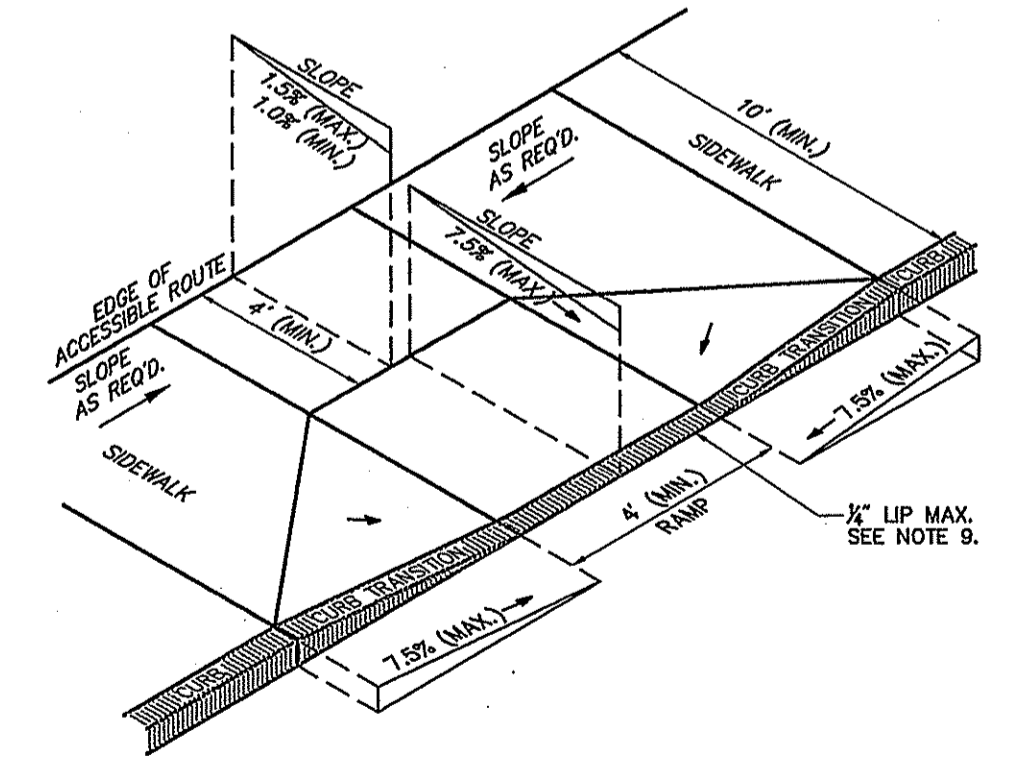 SLOPE
1.5% (MAX.)
1.0% (MIN.)
10' (MIN.)
SIDEWALK
SLOPE
AS REQ'D.
SLOPE
7.5% (MAX.)
EDGE OF
ACCESSIBLE ROUTE
4' (MIN.)
SLOPE
AS REQ'D.
SIDEWALK
CURB
CURB TRANSITION
7.5% (MAX.)
4' (MIN.)
RAMP
¼" LIP MAX.
SEE NOTE 9.
CURB TRANSITION
7.5% (MAX.)
CURB